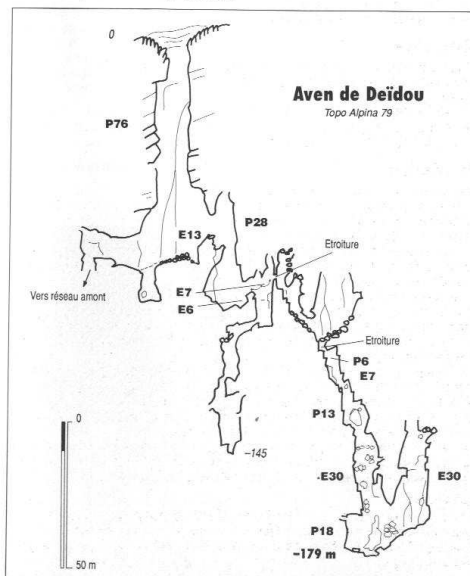 0
Aven de Deïdou
Topo Alpina 79
P76
E13
P28
Etroiture
Vers réseau amont
E7
E6
Etroiture
P6
E7
P13
0
-145
E30
E30
P18
-179 m
50 m